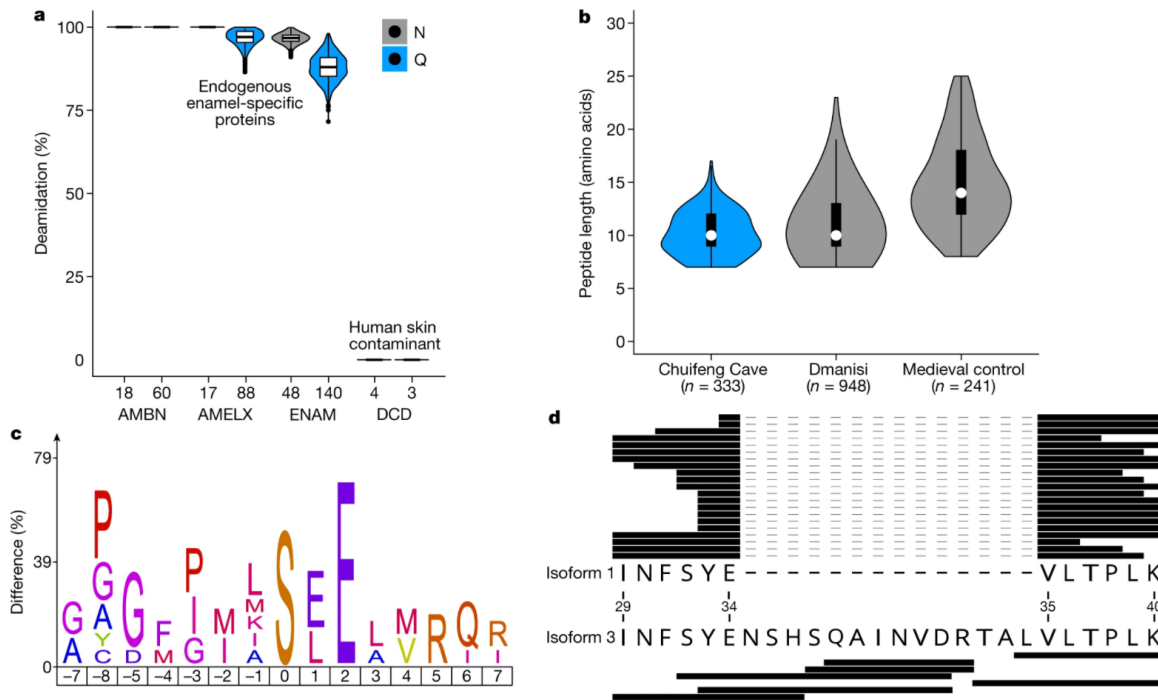 a
100
75
50
25
0
Deamidation (%)
N
Q
Endogenous
enamel-specific
proteins
Human skin
contaminant
18 60 17 88 48 140 4 3
AMBN AMELX ENAM DCD
b
30
25
20
15
10
5
0
Peptide length (amino acids)
Chuifeng Cave Dmanisi Medieval control
(n = 333) (n = 948) (n = 241)
c
79
39
0
Difference (%)
G
A
P
G
A
Y
C
G
D
F
M
P
I
G
M
I
L
M
K
I
A
S
E
L
E
L
A
M
V
R
Q
I
R
I
–7 –8 –5 –4 –3 –2 –1 0 1 2 3 4 5 6 7
d
Isoform 1 I N F S Y E - - - - - - - - - - - - - - V L T P L K
29 34 35 40
Isoform 3 I N F S Y E N S H S Q A I N V D R T A L V L T P L K